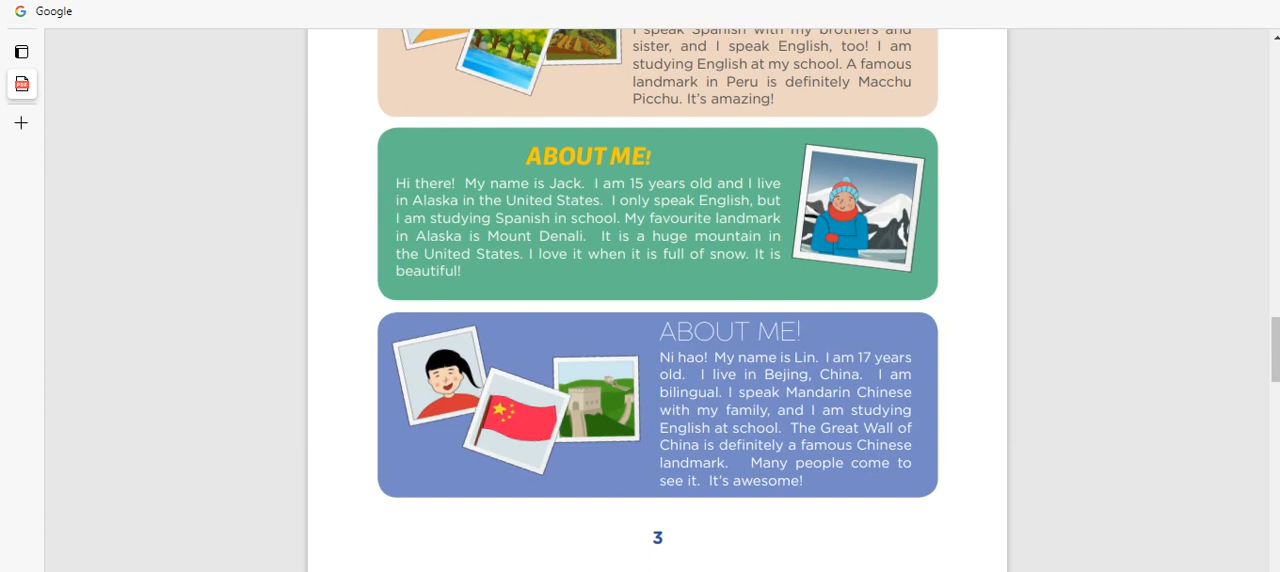 Google
I speak Spanish with my brothers and
sister, and I speak English, too! I am
studying English at my school. A famous
landmark in Peru is definitely Macchu
Picchu. It's amazing!
ABOUT ME!
Hi there! My name is Jack. I am 15 years old and I live
in Alaska in the United States. I only speak English, but
I am studying Spanish in school. My favourite landmark
in Alaska is Mount Denali. It is a huge mountain in
the United States. I love it when it is full of snow. It is
beautiful!
ABOUT ME!
Ni hao! My name is Lin. I am 17 years
old. I live in Bejing, China. I am
bilingual. I speak Mandarin Chinese
with my family, and I am studying
English at school. The Great Wall of
China is definitely a famous Chinese
landmark. Many people come to
see it. It's awesome!
3